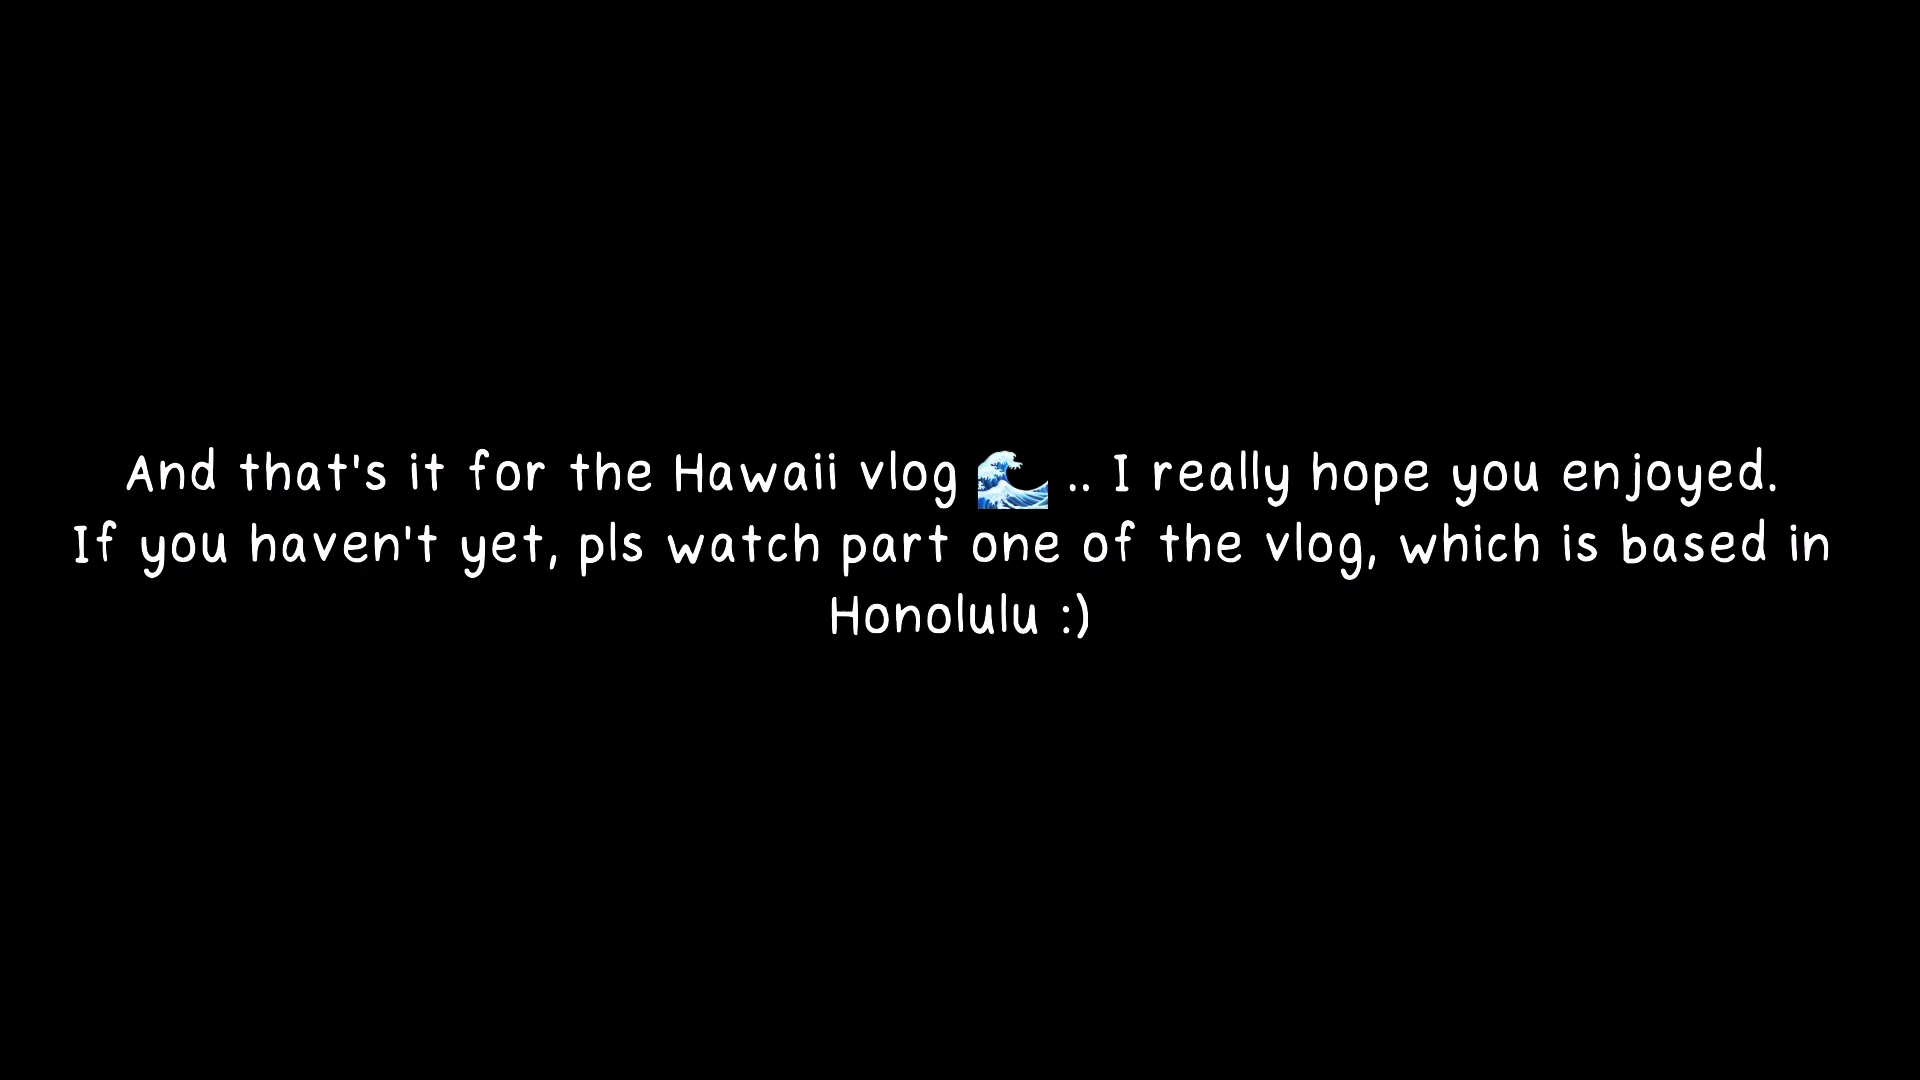 And that's it for the Hawaii vlog 🌊 .. I really hope you enjoyed.
If you haven't yet, pls watch part one of the vlog, which is based in
Honolulu :)